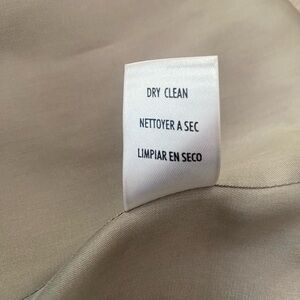 DRY CLEAN
NETTOYER A SEC
LIMPIAR EN SECO